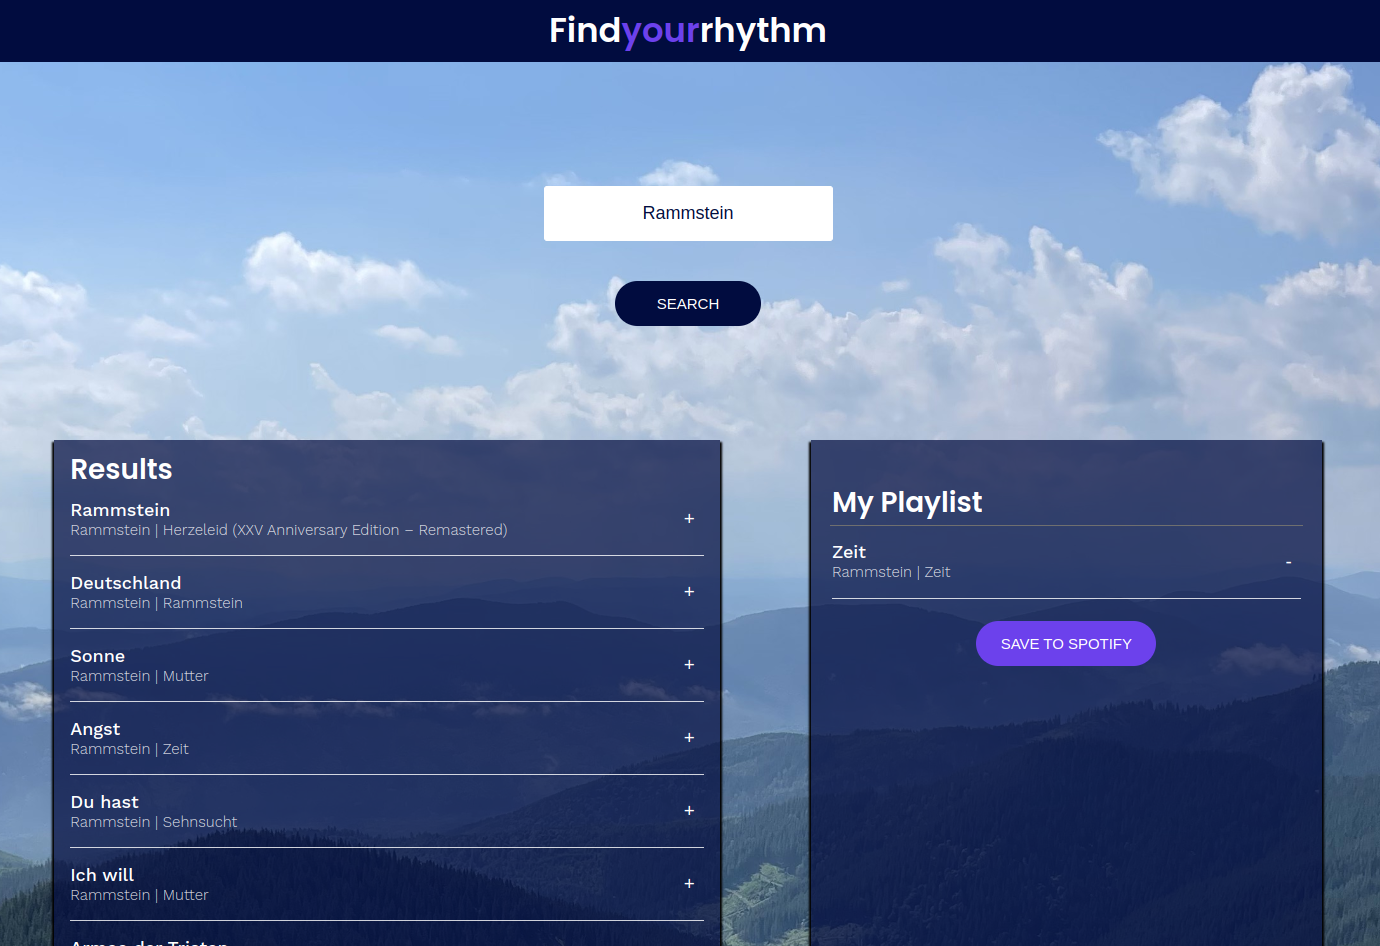 Findyourrhythm
Rammstein
SEARCH
Results
Rammstein
Rammstein | Herzeleid (XXV Anniversary Edition – Remastered)
+
Deutschland
Rammstein | Rammstein
+
Sonne
Rammstein | Mutter
+
Angst
Rammstein | Zeit
+
Du hast
Rammstein | Sehnsucht
+
Ich will
Rammstein | Mutter
+
My Playlist
Zeit
Rammstein | Zeit
-
SAVE TO SPOTIFY